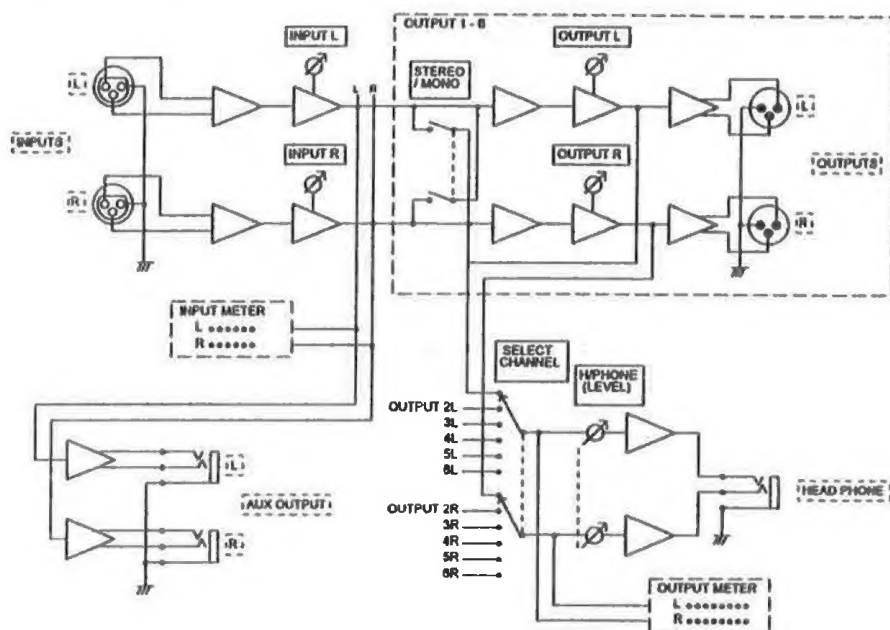 OUTPUT 1 - 6
INPUT L
OUTPUT L
STEREO
/ MONO
L R
(L)
(L)
INPUTS
INPUT R
OUTPUT R
OUTPUTS
(R)
(R)
INPUT METER
L
R
SELECT
CHANNEL
H/PHONE
(LEVEL)
OUTPUT 2L
3L
4L
5L
6L
(L)
AUX OUTPUT
HEAD PHONE
OUTPUT 2R
3R
4R
5R
6R
(R)
OUTPUT METER
L
R